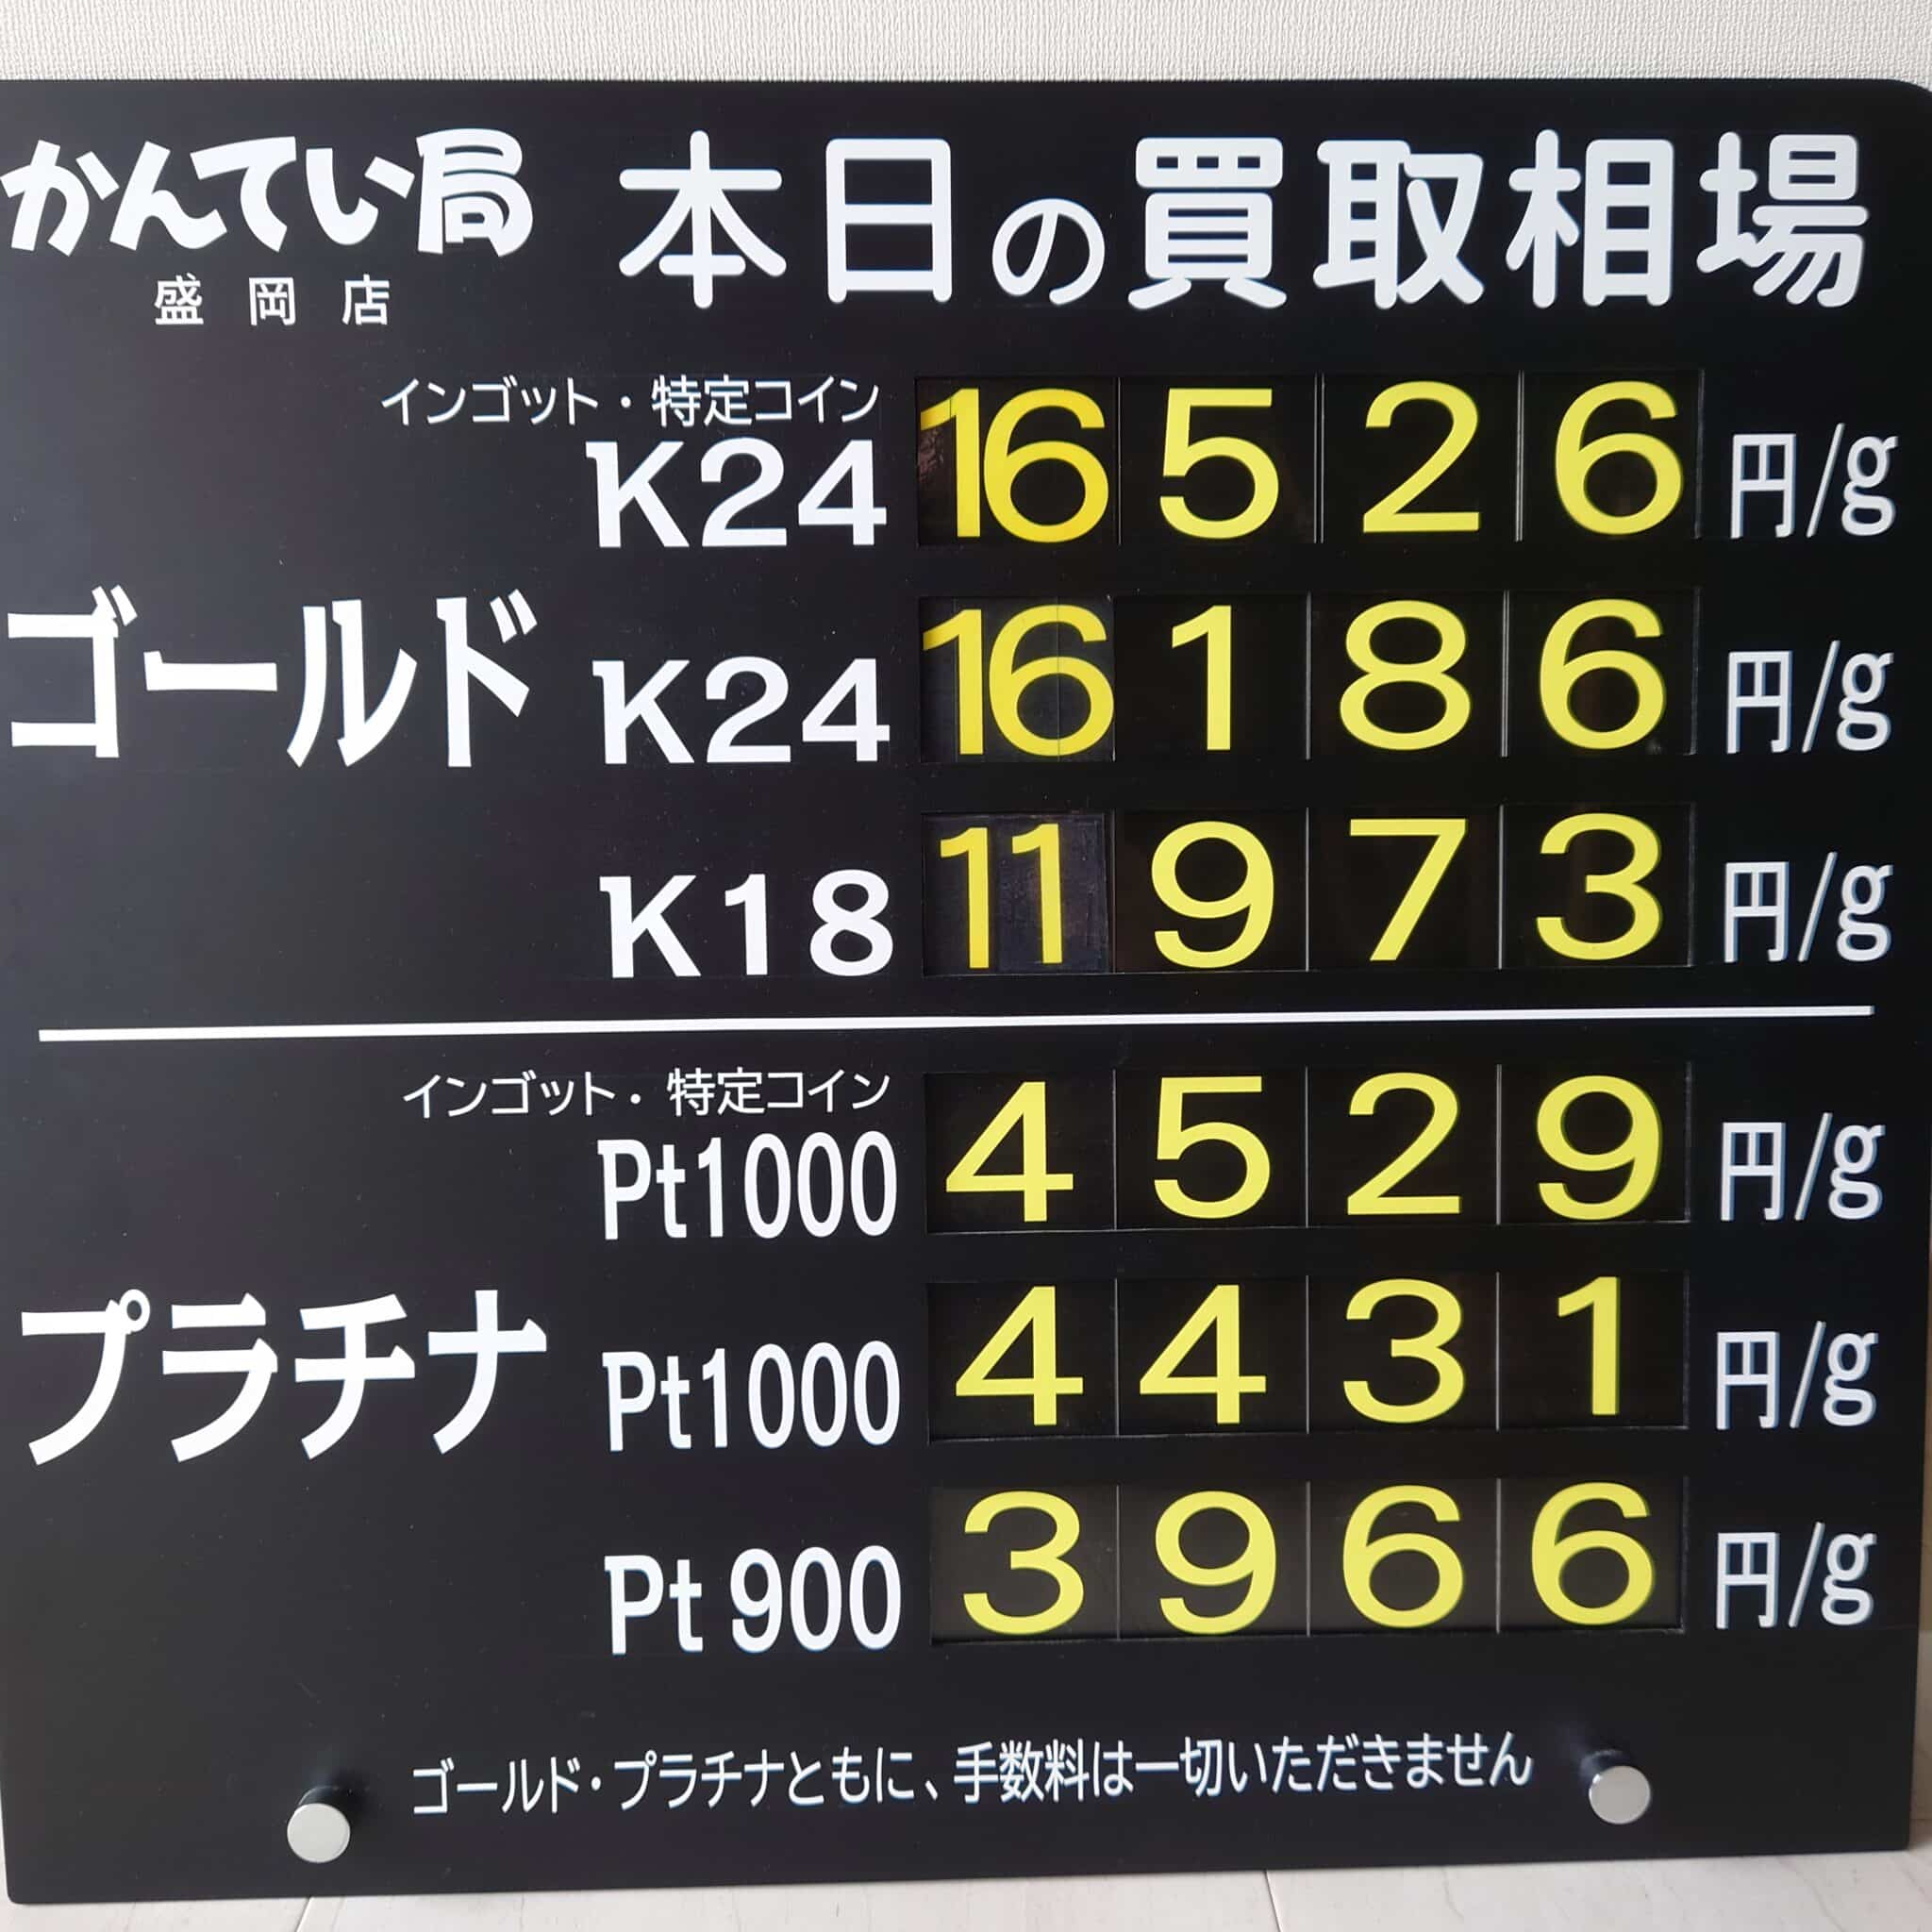 かんてい局 本日の買取相場
盛岡店
インゴット・特定コイン
K24 16526 円/g
ゴールド K24 16186 円/g
K18 11973 円/g
インゴット・特定コイン
Pt1000 4529 円/g
プラチナ Pt1000 4431 円/g
Pt900 3966 円/g
ゴールド・プラチナともに、手数料は一切いただきません